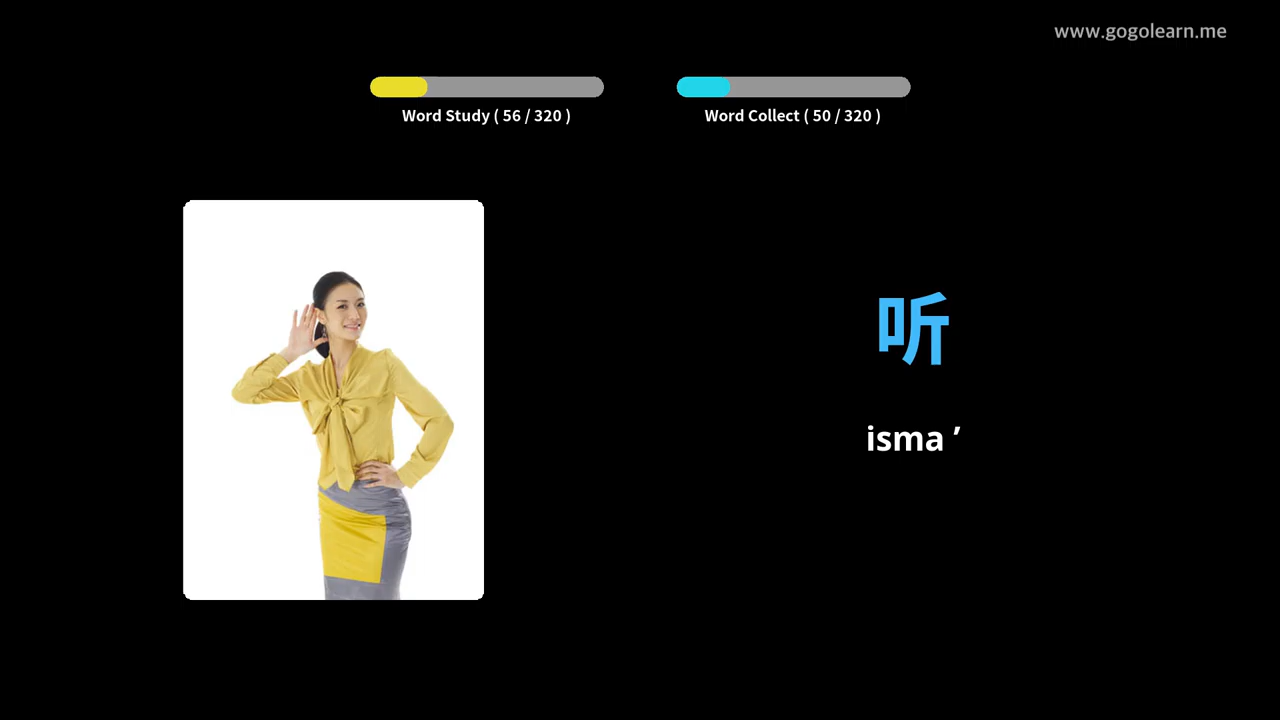 www.gogolearn.me
Word Study ( 56 / 320 )
Word Collect ( 50 / 320 )
听
isma ’